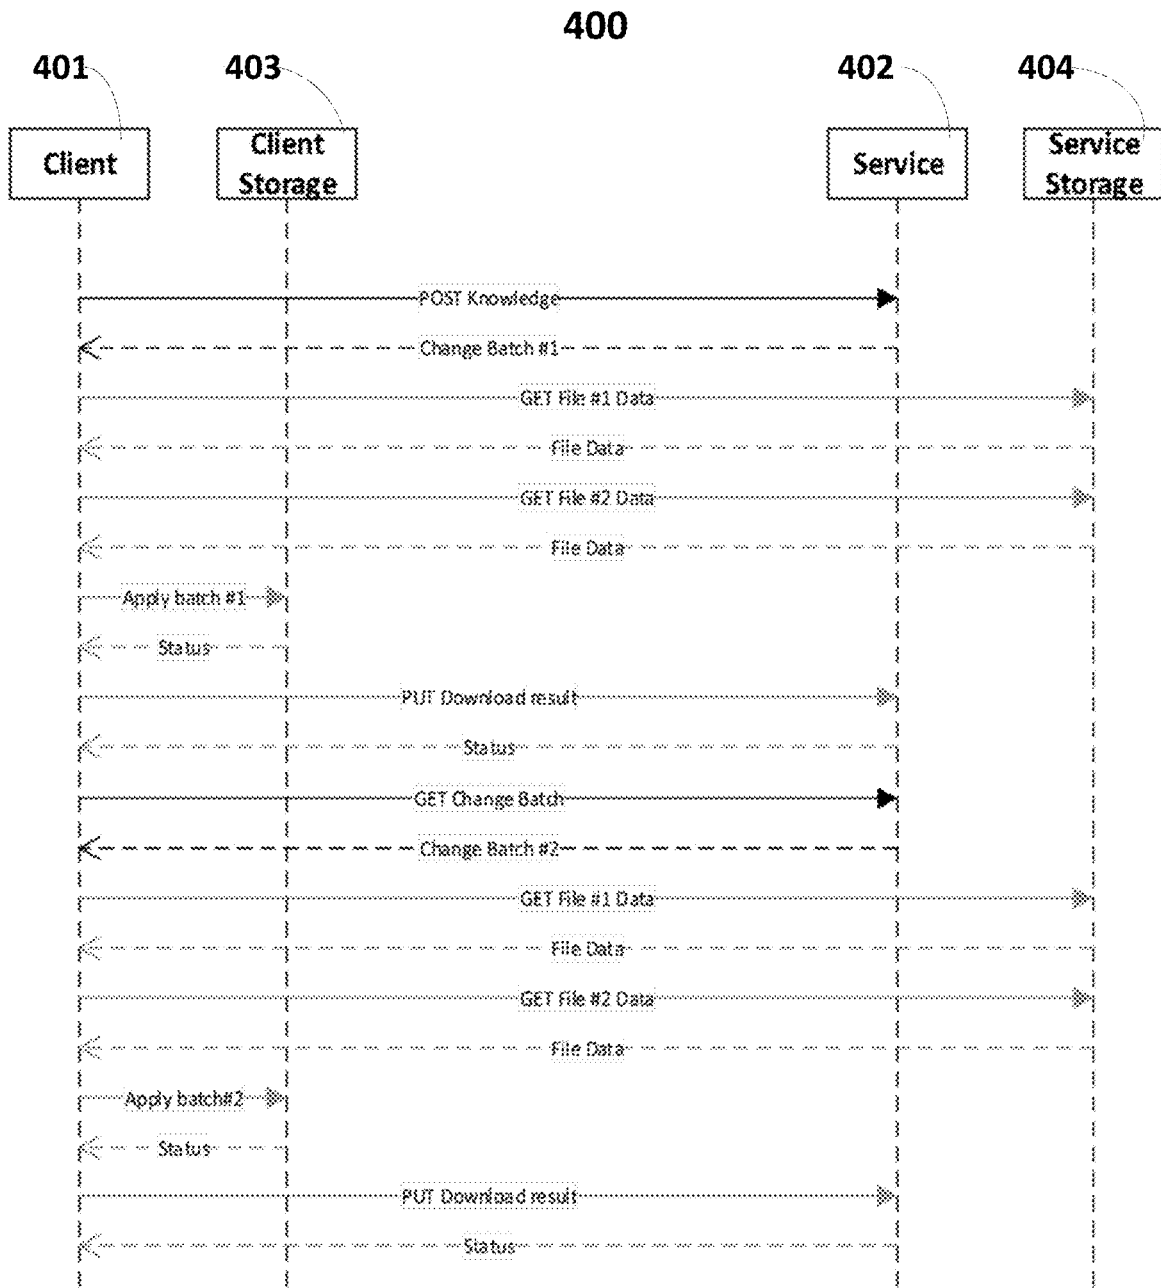 400
401
403
402
404
Client
Client
Storage
Service
Service
Storage
POST Knowledge
Change Batch #1
GET File #1 Data
File Data
GET File #2 Data
File Data
Apply batch #1
Status
PUT Download result
Status
GET Change Batch
Change Batch #2
GET File #1 Data
File Data
GET File #2 Data
File Data
Apply batch#2
Status
PUT Download result
Status